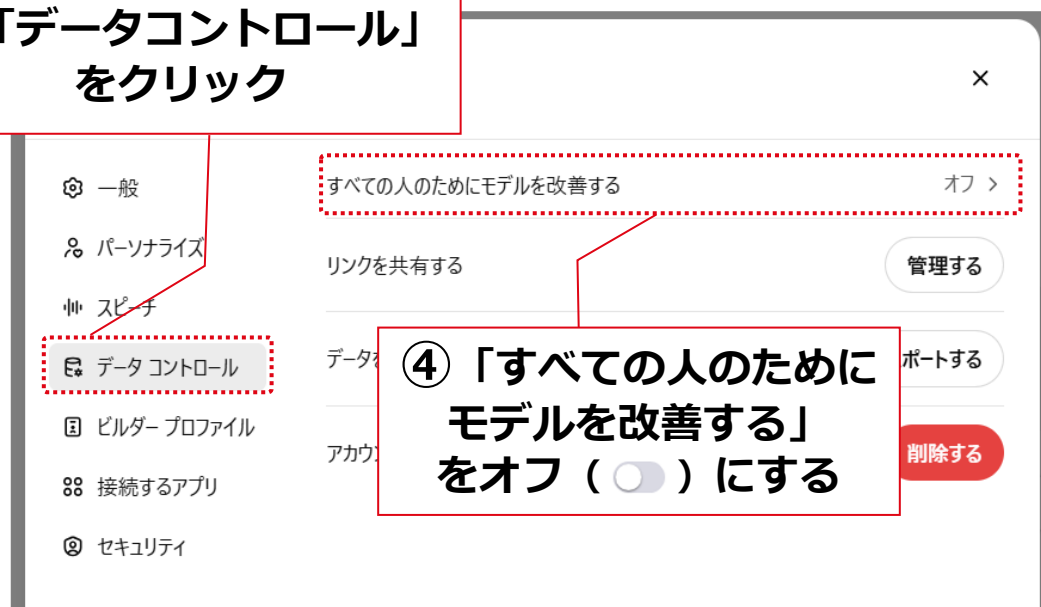 「データコントロール」
をクリック
×
一般
パーソナライズ
スピーチ
データ コントロール
ビルダー プロファイル
接続するアプリ
セキュリティ
すべての人のためにモデルを改善する オフ >
リンクを共有する 管理する
データを ポートする
アカウン 削除する
④「すべての人のために
モデルを改善する」
をオフ（ ）にする